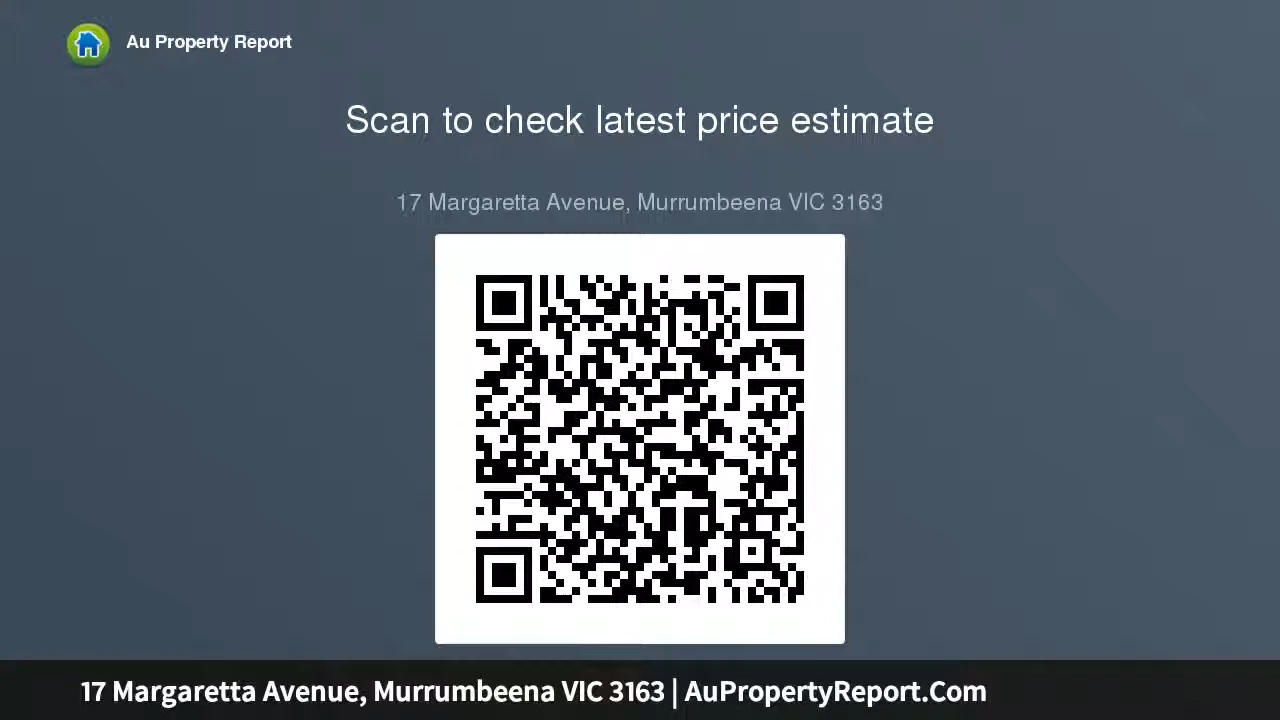 Au Property Report
Scan to check latest price estimate
17 Margaretta Avenue, Murrumbeena VIC 3163
17 Margaretta Avenue, Murrumbeena VIC 3163 | AuPropertyReport.Com